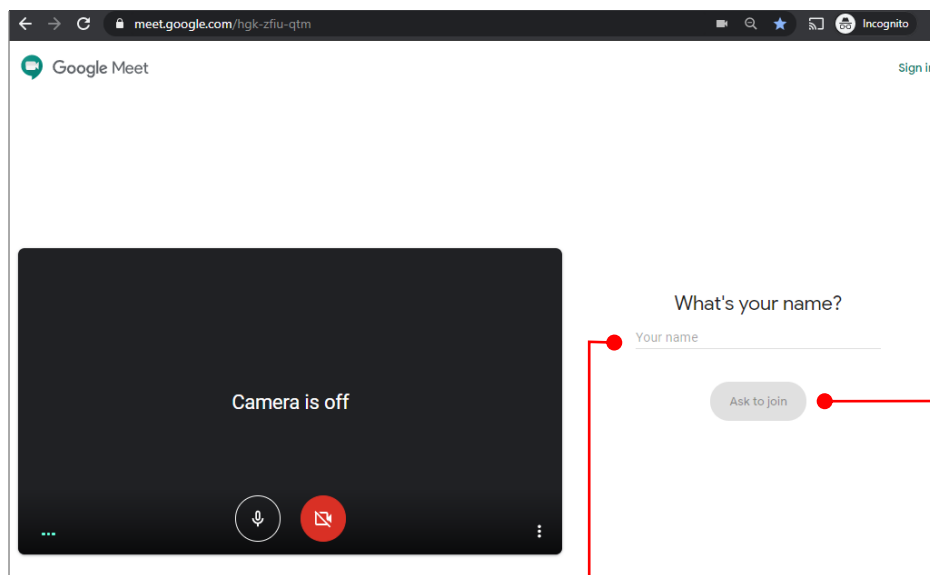 meet.google.com/hgk-zfiu-qtm
Incognito
Google Meet
Sign in
What's your name?
Your name
Camera is off
Ask to join